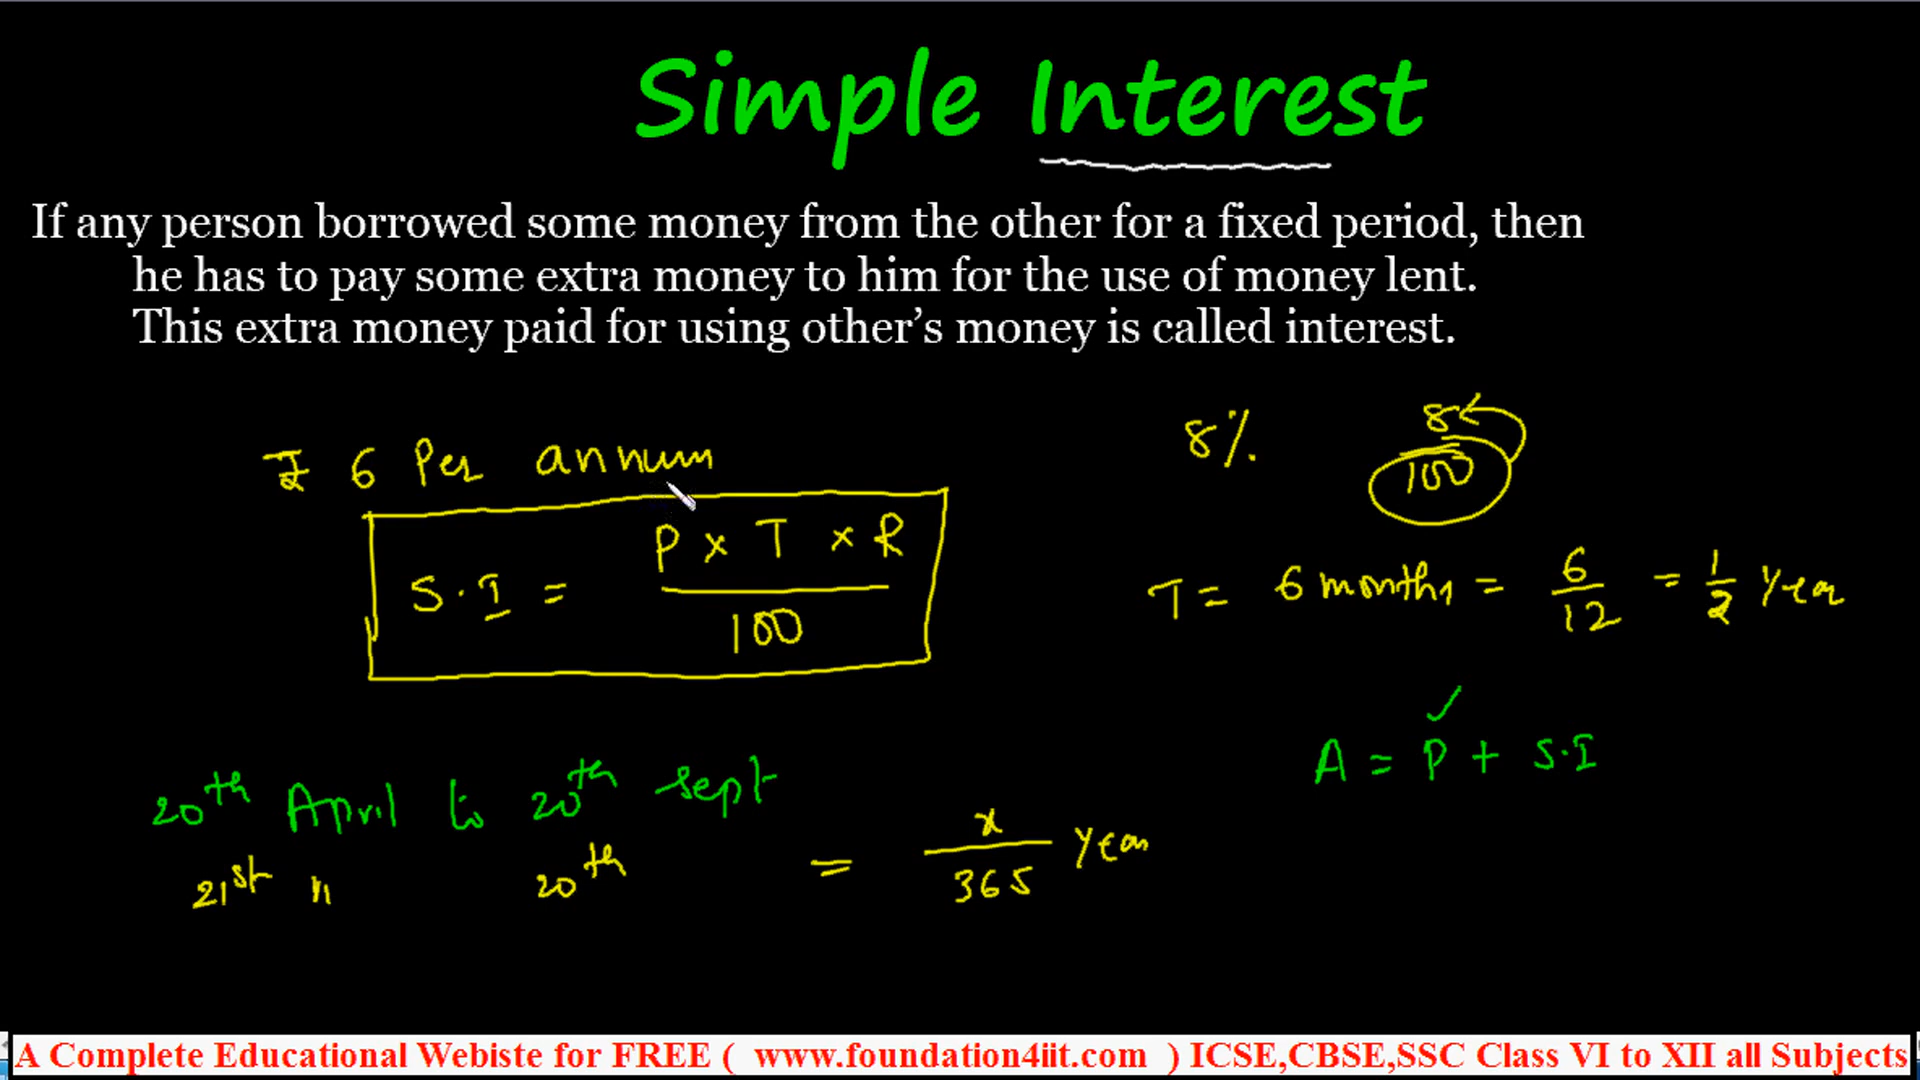 Simple Interest
If any person borrowed some money from the other for a fixed period, then
he has to pay some extra money to him for the use of money lent.
This extra money paid for using other’s money is called interest.
₹ 6 Per annum
S.I = P × T × R / 100
8%
8
100
T = 6 months = 6/12 = 1/2 Year
A = P + S.I
20th April to 20th sept
21st 〃 20th = x/365 Year
A Complete Educational Webiste for FREE ( www.foundation4iit.com ) ICSE,CBSE,SSC Class VI to XII all Subjects